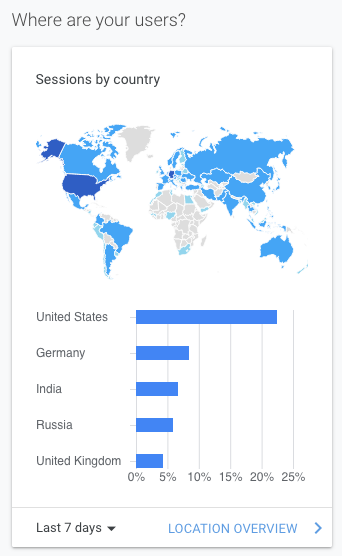 Where are your users?
Sessions by country
United States
Germany
India
Russia
United Kingdom
0% 5% 10% 15% 20% 25%
Last 7 days LOCATION OVERVIEW